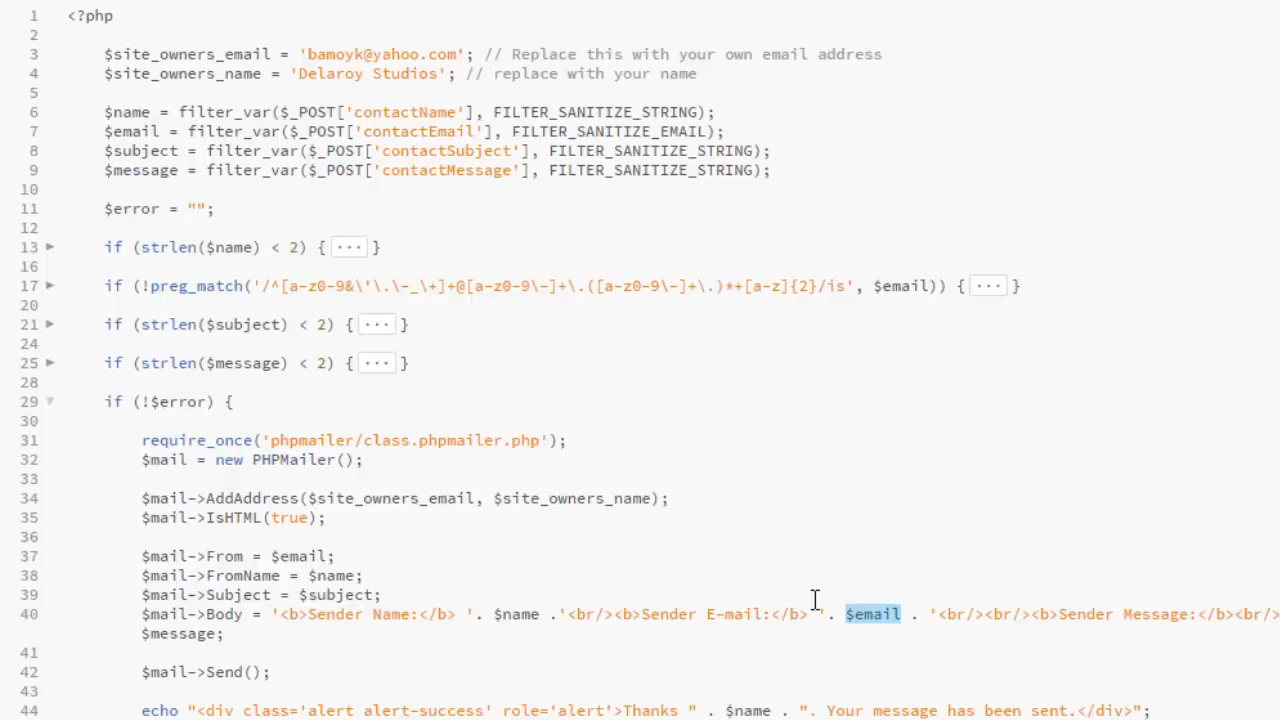 1 <?php
2
3 $site_owners_email = 'bamoyk@yahoo.com'; // Replace this with your own email address
4 $site_owners_name = 'Delaroy Studios'; // replace with your name
5
6 $name = filter_var($_POST['contactName'], FILTER_SANITIZE_STRING);
7 $email = filter_var($_POST['contactEmail'], FILTER_SANITIZE_EMAIL);
8 $subject = filter_var($_POST['contactSubject'], FILTER_SANITIZE_STRING);
9 $message = filter_var($_POST['contactMessage'], FILTER_SANITIZE_STRING);
10
11 $error = "";
12
13 if (strlen($name) < 2) { ... }
16
17 if (!preg_match('/^[a-z0-9&\'\.\-_\+]+@[a-z0-9\-]+\.([a-z0-9\-]+\.)*+[a-z]{2}/is', $email)) { ... }
20
21 if (strlen($subject) < 2) { ... }
24
25 if (strlen($message) < 2) { ... }
28
29 if (!$error) {
30
31 require_once('phpmailer/class.phpmailer.php');
32 $mail = new PHPMailer();
33
34 $mail->AddAddress($site_owners_email, $site_owners_name);
35 $mail->IsHTML(true);
36
37 $mail->From = $email;
38 $mail->FromName = $name;
39 $mail->Subject = $subject;
40 $mail->Body = '<b>Sender Name:</b> '. $name .'<br/><b>Sender E-mail:</b> '. $email . '<br/><br/><b>Sender Message:</b><br/>
$message;
41
42 $mail->Send();
43
44 echo "<div class='alert alert-success' role='alert'>Thanks " . $name . ". Your message has been sent.</div>";